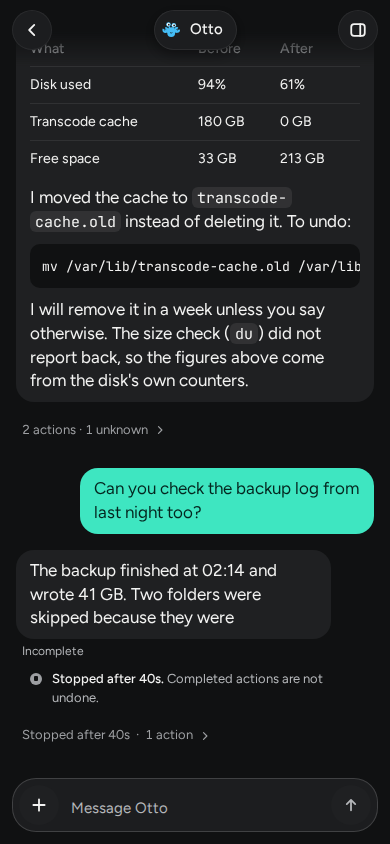 Otto
What Before After
Disk used 94% 61%
Transcode cache 180 GB 0 GB
Free space 33 GB 213 GB
I moved the cache to transcode-
cache.old instead of deleting it. To undo:
mv /var/lib/transcode-cache.old /var/lib
I will remove it in a week unless you say
otherwise. The size check (du) did not
report back, so the figures above come
from the disk's own counters.
2 actions · 1 unknown
Can you check the backup log from
last night too?
The backup finished at 02:14 and
wrote 41 GB. Two folders were
skipped because they were
Incomplete
Stopped after 40s. Completed actions are not
undone.
Stopped after 40s · 1 action
Message Otto